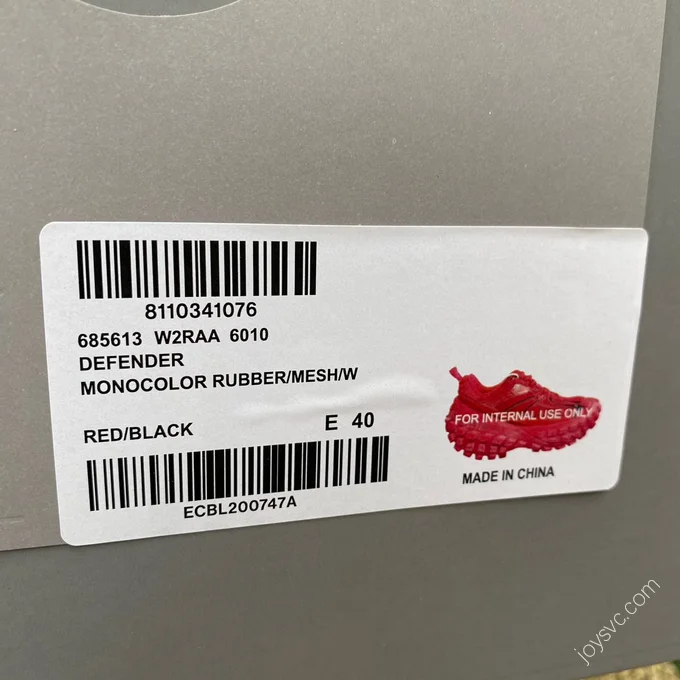 8110341076
685613 W2RAA 6010
DEFENDER
MONOCOLOR RUBBER/MESH/W
RED/BLACK E 40
ECBL200747A
FOR INTERNAL USE ONLY
MADE IN CHINA
joysvc.com